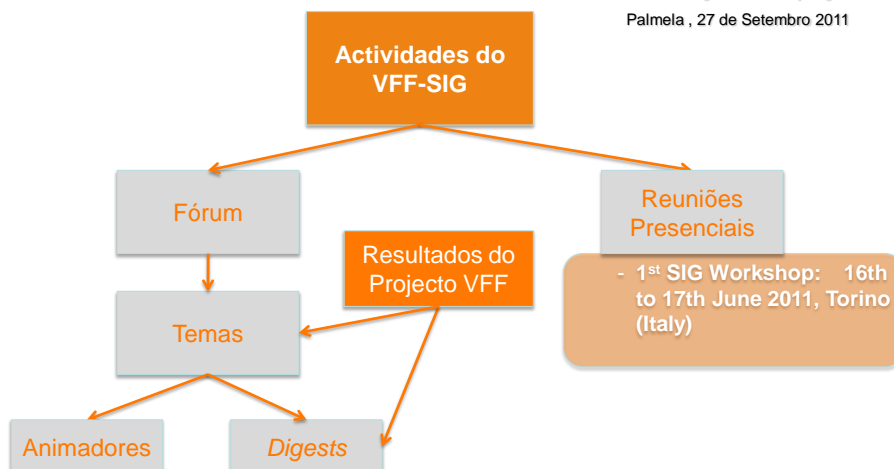 Palmela , 27 de Setembro 2011
Actividades do
VFF-SIG
Fórum
Reuniões
Presenciais
Resultados do
Projecto VFF
- 1st SIG Workshop: 16th
to 17th June 2011, Torino
(Italy)
Temas
Animadores
Digests